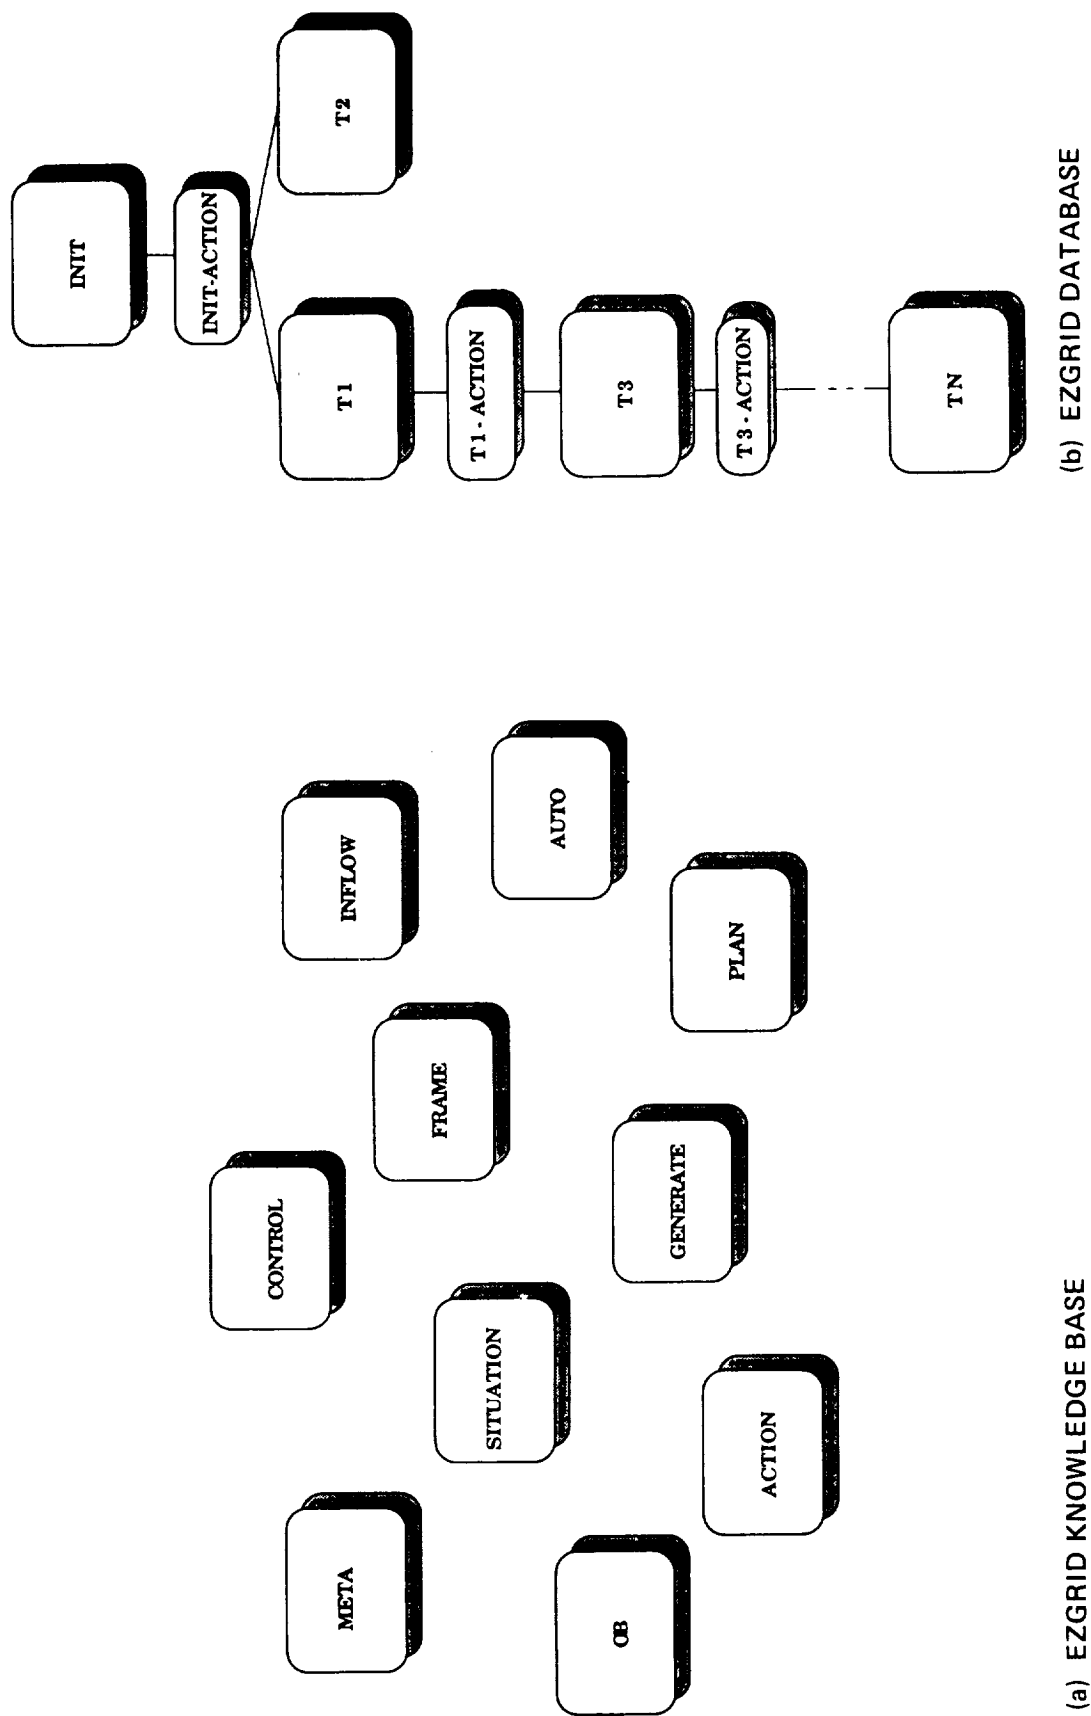 META
CONTROL
INFLOW
FRAME
SITUATION
AUTO
OB
GENERATE
PLAN
ACTION
(a) EZGRID KNOWLEDGE BASE
INIT
INIT-ACTION
T1
T2
T1-ACTION
T3
T3-ACTION
TN
(b) EZGRID DATABASE